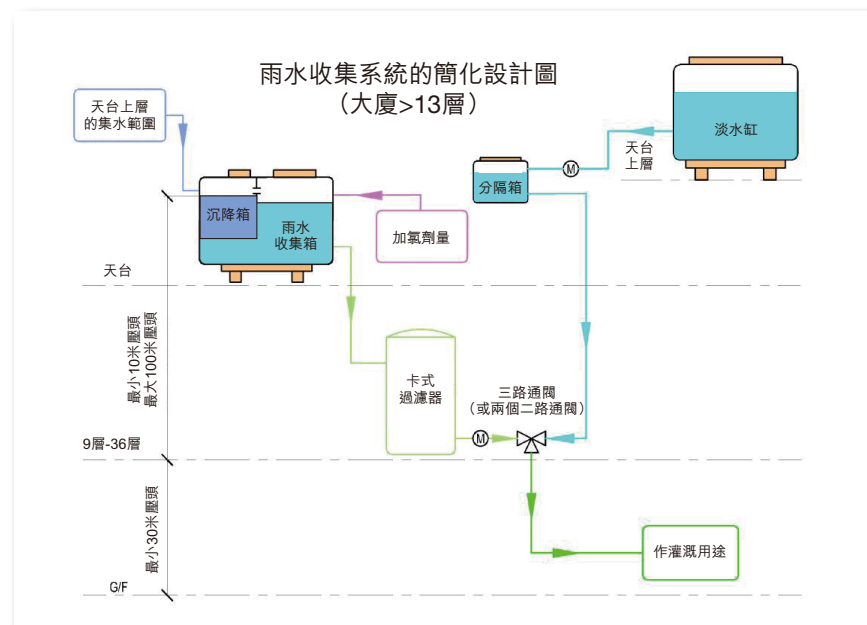 雨水收集系統的簡化設計圖
（大廈>13層）
天台上層
的集水範圍
淡水缸
天台
上層
M
分隔箱
沉降箱
雨水
收集箱
加氯劑量
天台
最小10米壓頭
最大100米壓頭
卡式
過濾器
三路通閥
（或兩個二路通閥）
M
9層-36層
最小30米壓頭
作灌溉用途
G/F